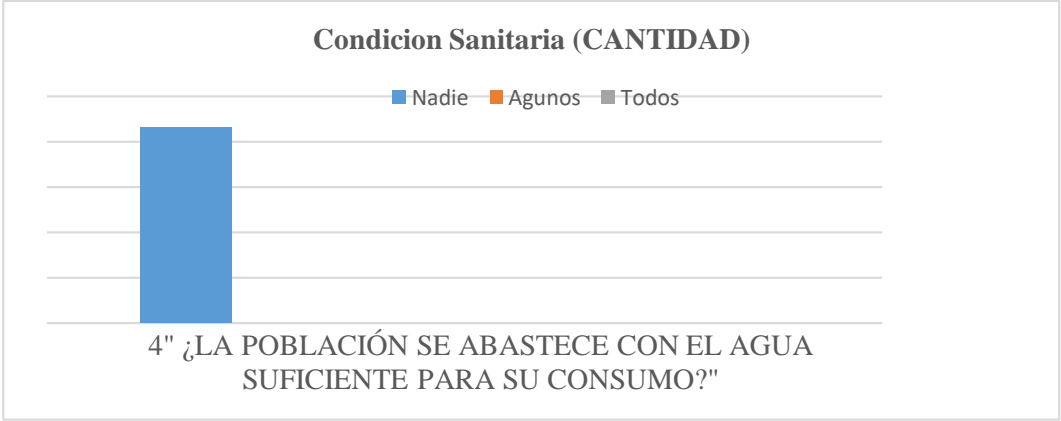 Condicion Sanitaria (CANTIDAD)
Nadie Agunos Todos
4" ¿LA POBLACIÓN SE ABASTECE CON EL AGUA
SUFICIENTE PARA SU CONSUMO?"